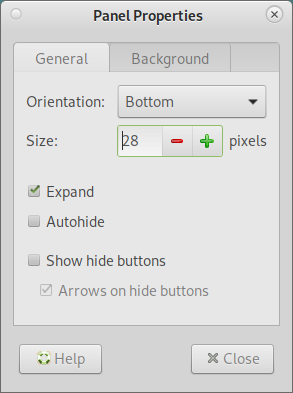 Panel Properties
General Background
Orientation: Bottom
Size: 28 pixels
Expand
Autohide
Show hide buttons
Arrows on hide buttons
Help Close